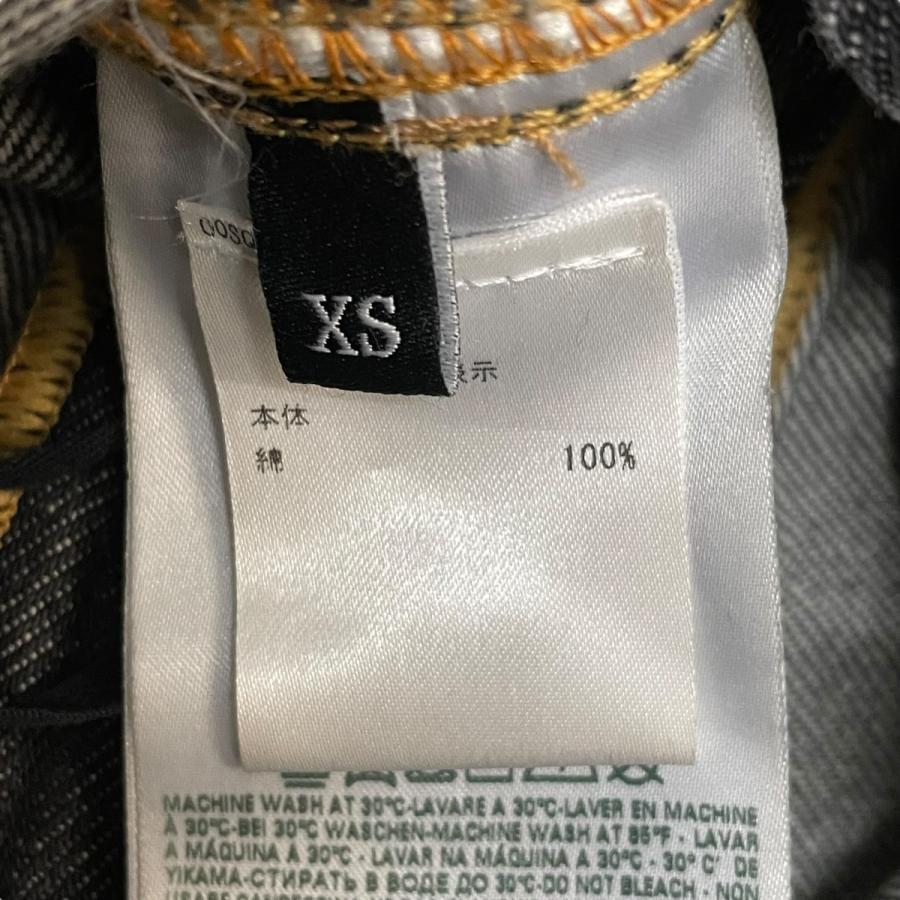 XS
表示
本体
綿 100%
MACHINE WASH AT 30°C-LAVARE A 30°C-LAVER EN MACHINE
À 30°C-BEI 30°C WASCHEN-MACHINE WASH AT 85°F - LAVAR
A MÁQUINA A 30°C - LAVAR NA MÁQUINA A 30°C - 30° C' DE
YIKAMA-СТИРАТЬ В ВОДЕ ДО 30°C-DO NOT BLEACH - NON